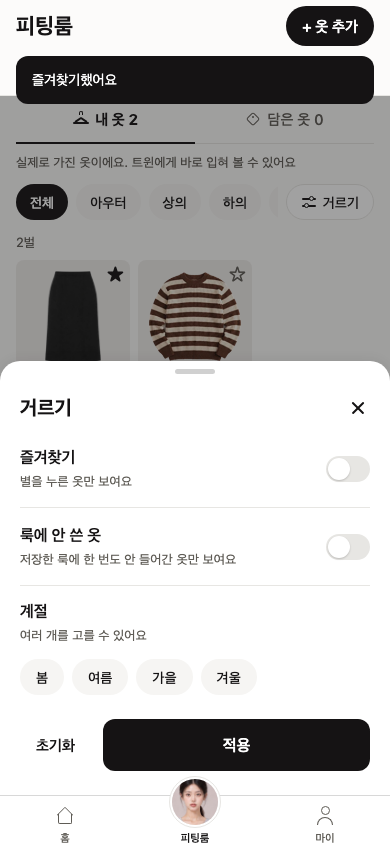 피팅룸
+ 옷 추가
즐겨찾기했어요
내 옷 2
담은 옷 0
실제로 가진 옷이에요. 트윈에게 바로 입혀 볼 수 있어요
전체
아우터
상의
하의
거르기
2벌
거르기
즐겨찾기
별을 누른 옷만 보여요
룩에 안 쓴 옷
저장한 룩에 한 번도 안 들어간 옷만 보여요
계절
여러 개를 고를 수 있어요
봄
여름
가을
겨울
초기화
적용
홈
피팅룸
마이